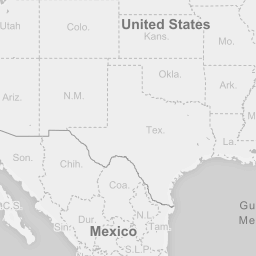 United States
Utah
Colo.
Kans.
Mo.
Okla.
Ark.
Ariz.
N.M.
Tex.
La.
Son.
Chih.
Coa.
C.S.
Sin.
Dur.
N.L.
Tam.
Gu
Me
Mexico
S.L.P.